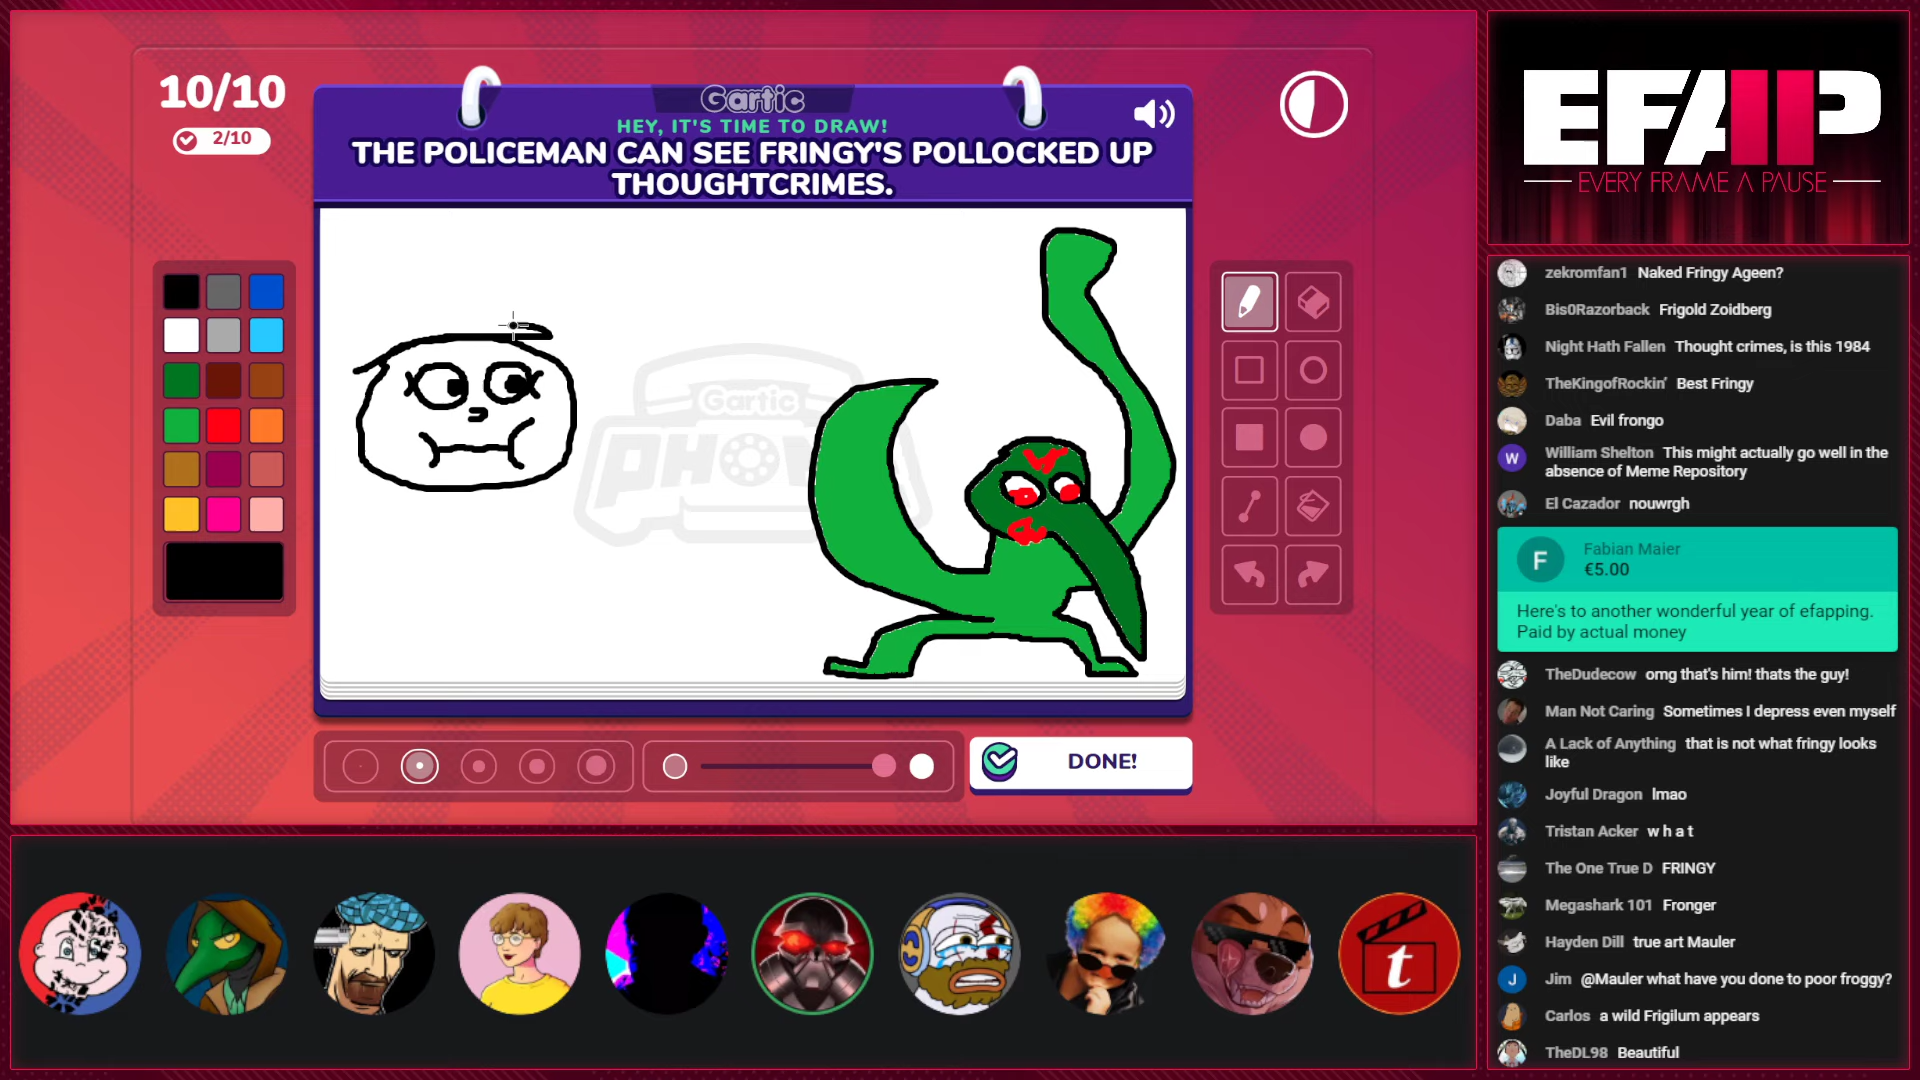 10/10
2/10
Gartic
HEY, IT'S TIME TO DRAW!
THE POLICEMAN CAN SEE FRINGY'S POLLOCKED UP
THOUGHTCRIMES.
Gartic
PHONE
DONE!
EFAP
EVERY FRAME A PAUSE
zekromfan1 Naked Fringy Ageen?
Bis0Razorback Frigold Zoidberg
Night Hath Fallen Thought crimes, is this 1984
TheKingofRockin' Best Fringy
Daba Evil frongo
W
William Shelton This might actually go well in the
absence of Meme Repository
El Cazador nouwrgh
F
Fabian Maier
€5.00
Here's to another wonderful year of efapping.
Paid by actual money
TheDudecow omg that's him! thats the guy!
Man Not Caring Sometimes I depress even myself
A Lack of Anything that is not what fringy looks
like
Joyful Dragon lmao
Tristan Acker w h a t
The One True D FRINGY
Megashark 101 Fronger
Hayden Dill true art Mauler
J
Jim @Mauler what have you done to poor froggy?
Carlos a wild Frigilum appears
TheDL98 Beautiful
t